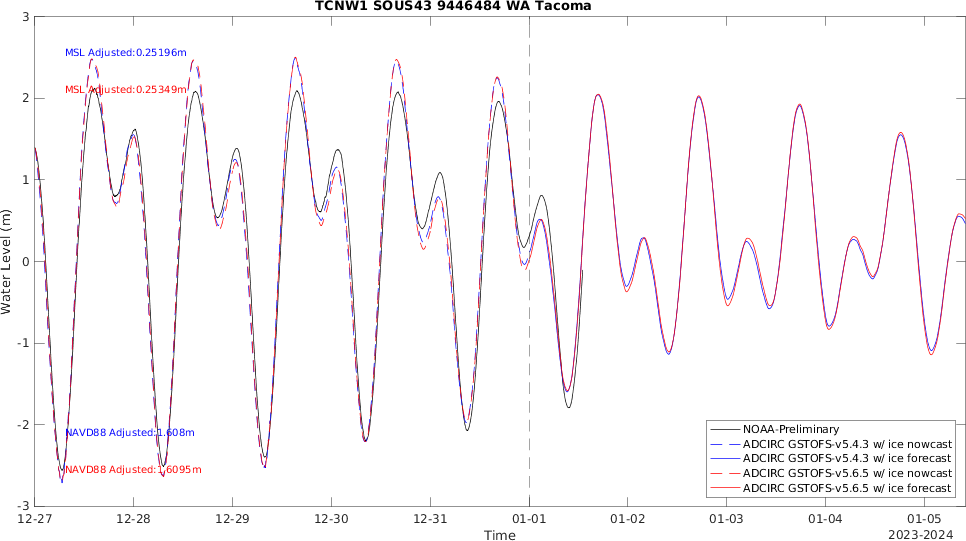 TCNW1 SOUS43 9446484 WA Tacoma
3
2
1
0
-1
-2
-3
Water Level (m)
MSL Adjusted:0.25196m
MSL Adjusted:0.25349m
NAVD88 Adjusted:1.608m
NAVD88 Adjusted:1.6095m
NOAA-Preliminary
ADCIRC GSTOFS-v5.4.3 w/ ice nowcast
ADCIRC GSTOFS-v5.4.3 w/ ice forecast
ADCIRC GSTOFS-v5.6.5 w/ ice nowcast
ADCIRC GSTOFS-v5.6.5 w/ ice forecast
12-27 12-28 12-29 12-30 12-31 01-01 01-02 01-03 01-04 01-05
Time
2023-2024